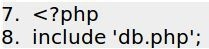 7. <?php
8. include 'db.php';